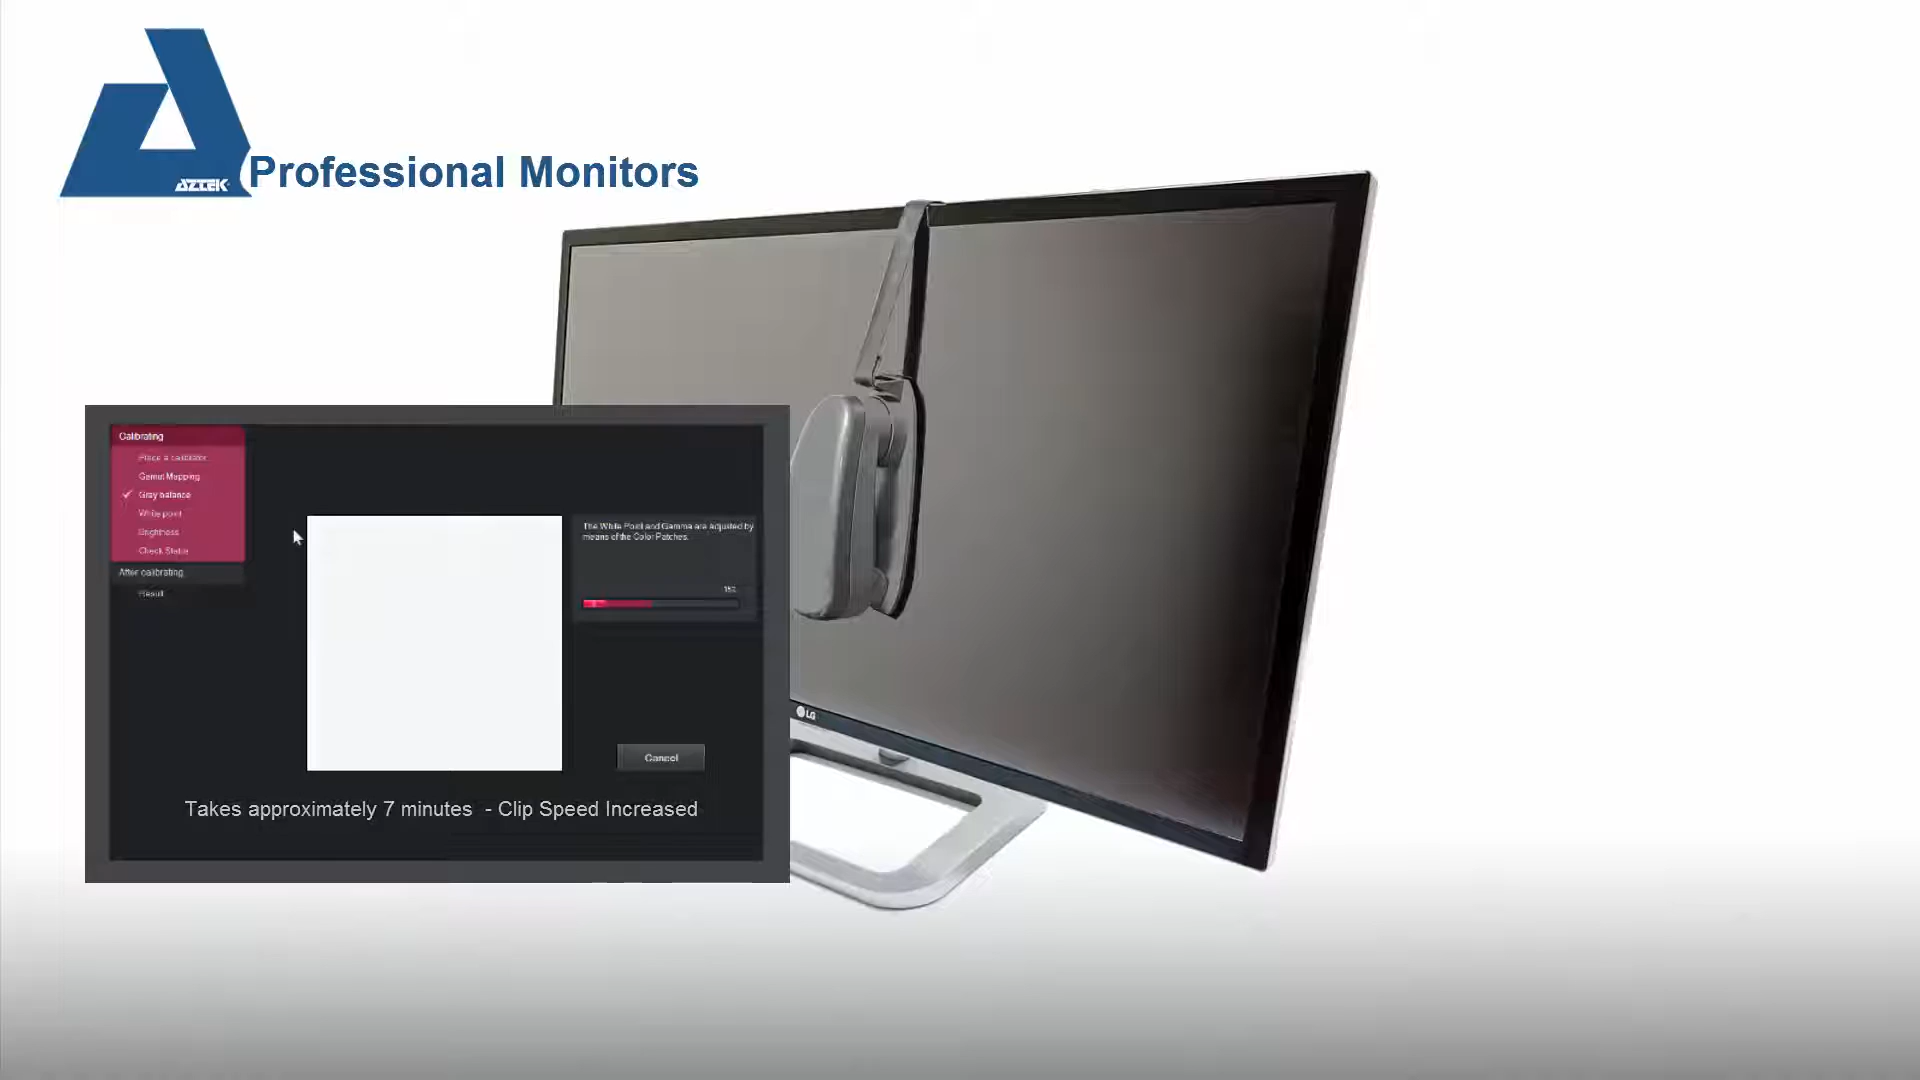 AZTEK
Professional Monitors
Calibrating
Place a calibrator
Gamut Mapping
Gray balance
White point
Brightness
Check Status
After calibrating
Result
The White Point and Gamma are adjusted by
means of the Color Patches.
Cancel
Takes approximately 7 minutes - Clip Speed Increased
LG